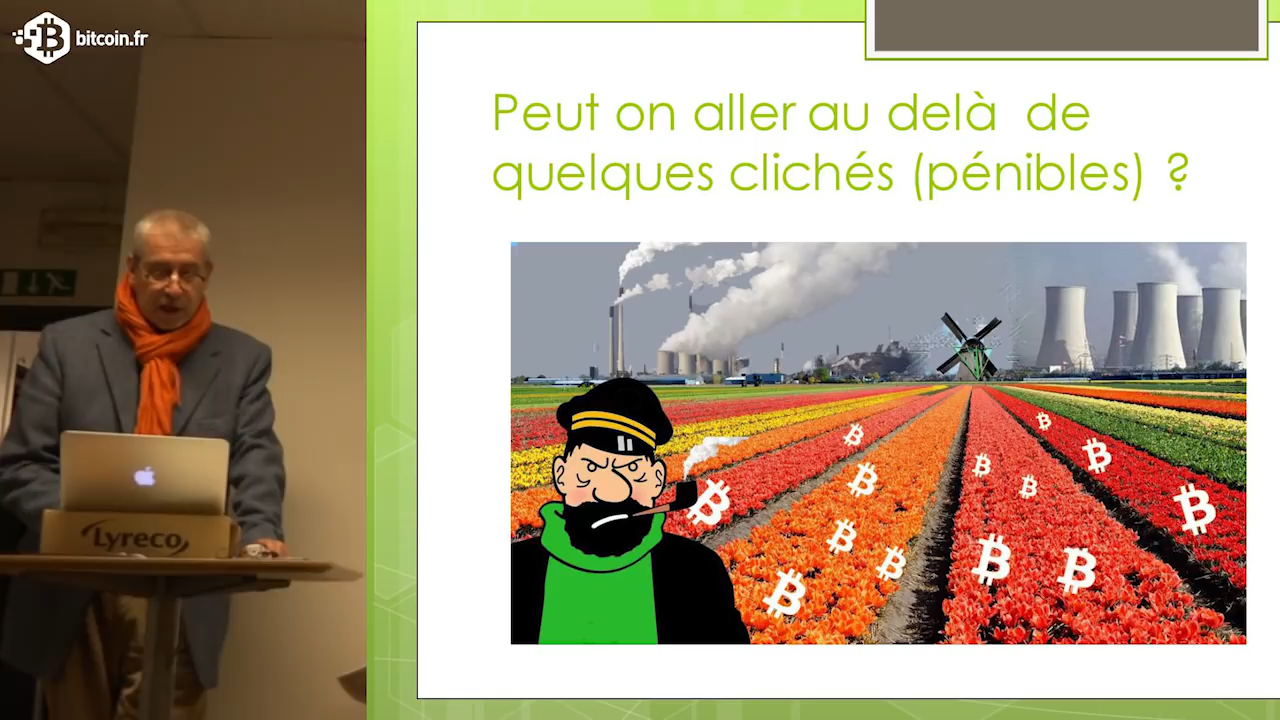 bitcoin.fr
Peut on aller au delà de
quelques clichés (pénibles) ?
Lyreco